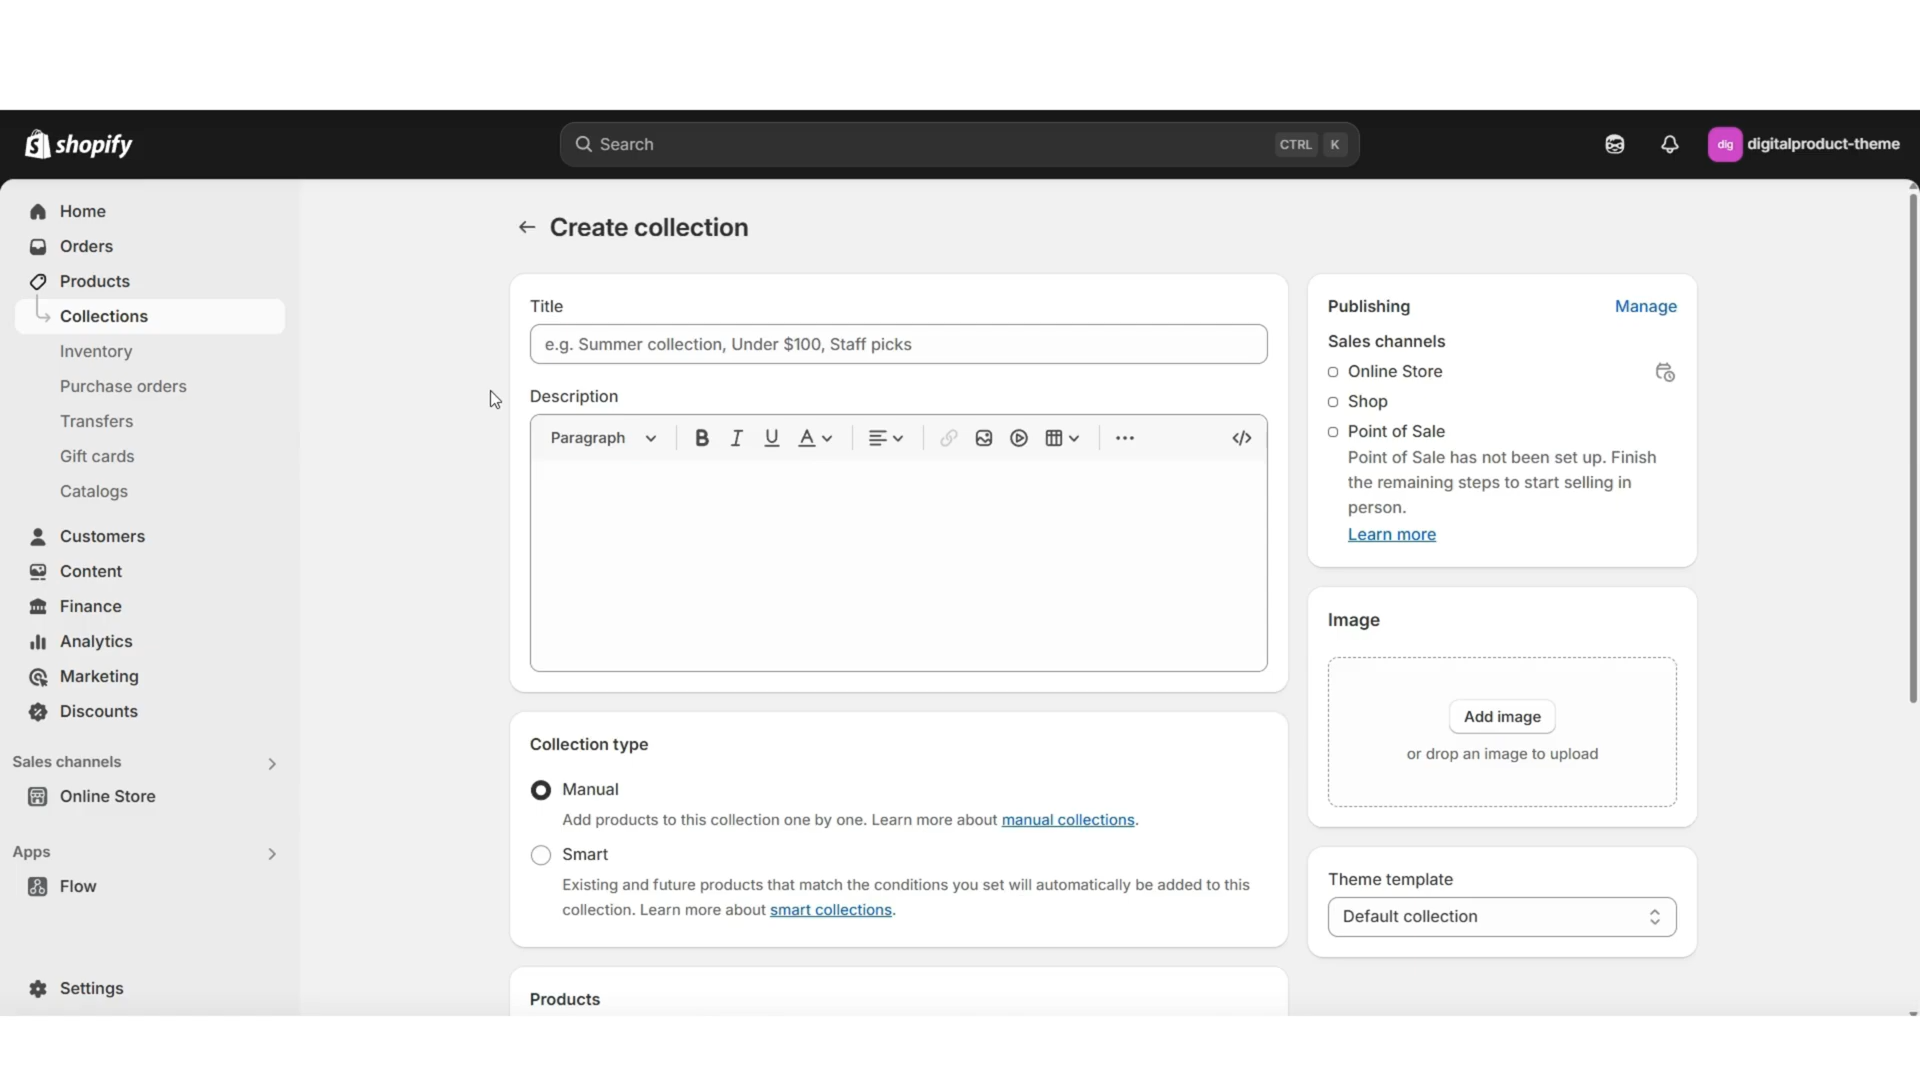 shopify
Search
CTRL K
dig
digitalproduct-theme
Home
Orders
Products
Collections
Inventory
Purchase orders
Transfers
Gift cards
Catalogs
Customers
Content
Finance
Analytics
Marketing
Discounts
Sales channels
Online Store
Apps
Flow
Settings
Create collection
Title
e.g. Summer collection, Under $100, Staff picks
Description
Paragraph
B I U A
Collection type
Manual
Add products to this collection one by one. Learn more about manual collections.
Smart
Existing and future products that match the conditions you set will automatically be added to this
collection. Learn more about smart collections.
Products
Publishing
Manage
Sales channels
Online Store
Shop
Point of Sale
Point of Sale has not been set up. Finish
the remaining steps to start selling in
person.
Learn more
Image
Add image
or drop an image to upload
Theme template
Default collection